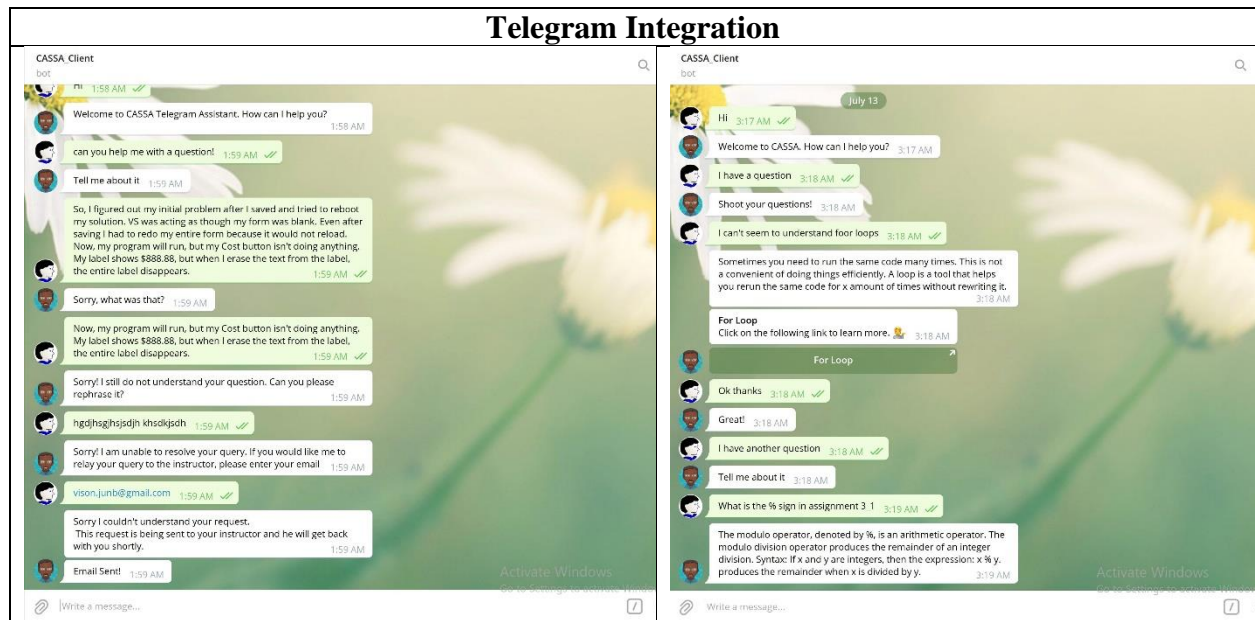 Telegram Integration
CASSA_Client
bot
Hi 1:58 AM
Welcome to CASSA Telegram Assistant. How can I help you?
1:58 AM
can you help me with a question! 1:59 AM
Tell me about it 1:59 AM
So, I figured out my initial problem after I saved and tried to reboot
my solution. VS was acting as though my form was blank. Even after
saving I had to redo my entire form because it would not reload.
Now, my program will run, but my Cost button isn't doing anything.
My label shows $888.88, but when I erase the text from the label,
the entire label disappears. 1:59 AM
Sorry, what was that? 1:59 AM
Now, my program will run, but my Cost button isn't doing anything.
My label shows $888.88, but when I erase the text from the label,
the entire label disappears. 1:59 AM
Sorry! I still do not understand your question. Can you please
rephrase it? 1:59 AM
hgdjhsgjhsjsdjh khsdkjsdh 1:59 AM
Sorry! I am unable to resolve your query. If you would like me to
relay your query to the instructor, please enter your email 1:59 AM
vison.junb@gmail.com 1:59 AM
Sorry I couldn't understand your request.
This request is being sent to your instructor and he will get back
with you shortly. 1:59 AM
Email Sent! 1:59 AM
Activate Windows
Write a message...
CASSA_Client
bot
July 13
Hi 3:17 AM
Welcome to CASSA. How can I help you? 3:17 AM
I have a question 3:18 AM
Shoot your questions! 3:18 AM
I can't seem to understand foor loops 3:18 AM
Sometimes you need to run the same code many times. This is not
a convenient of doing things efficiently. A loop is a tool that helps
you rerun the same code for x amount of times without rewriting it.
3:18 AM
For Loop
Click on the following link to learn more. 3:18 AM
For Loop
Ok thanks 3:18 AM
Great! 3:18 AM
I have another question 3:18 AM
Tell me about it 3:18 AM
What is the % sign in assignment 3 1 3:19 AM
The modulo operator, denoted by %, is an arithmetic operator. The
modulo division operator produces the remainder of an integer
division. Syntax: If x and y are integers, then the expression: x % y.
produces the remainder when x is divided by y. 3:19 AM
Activate Windows
Write a message...